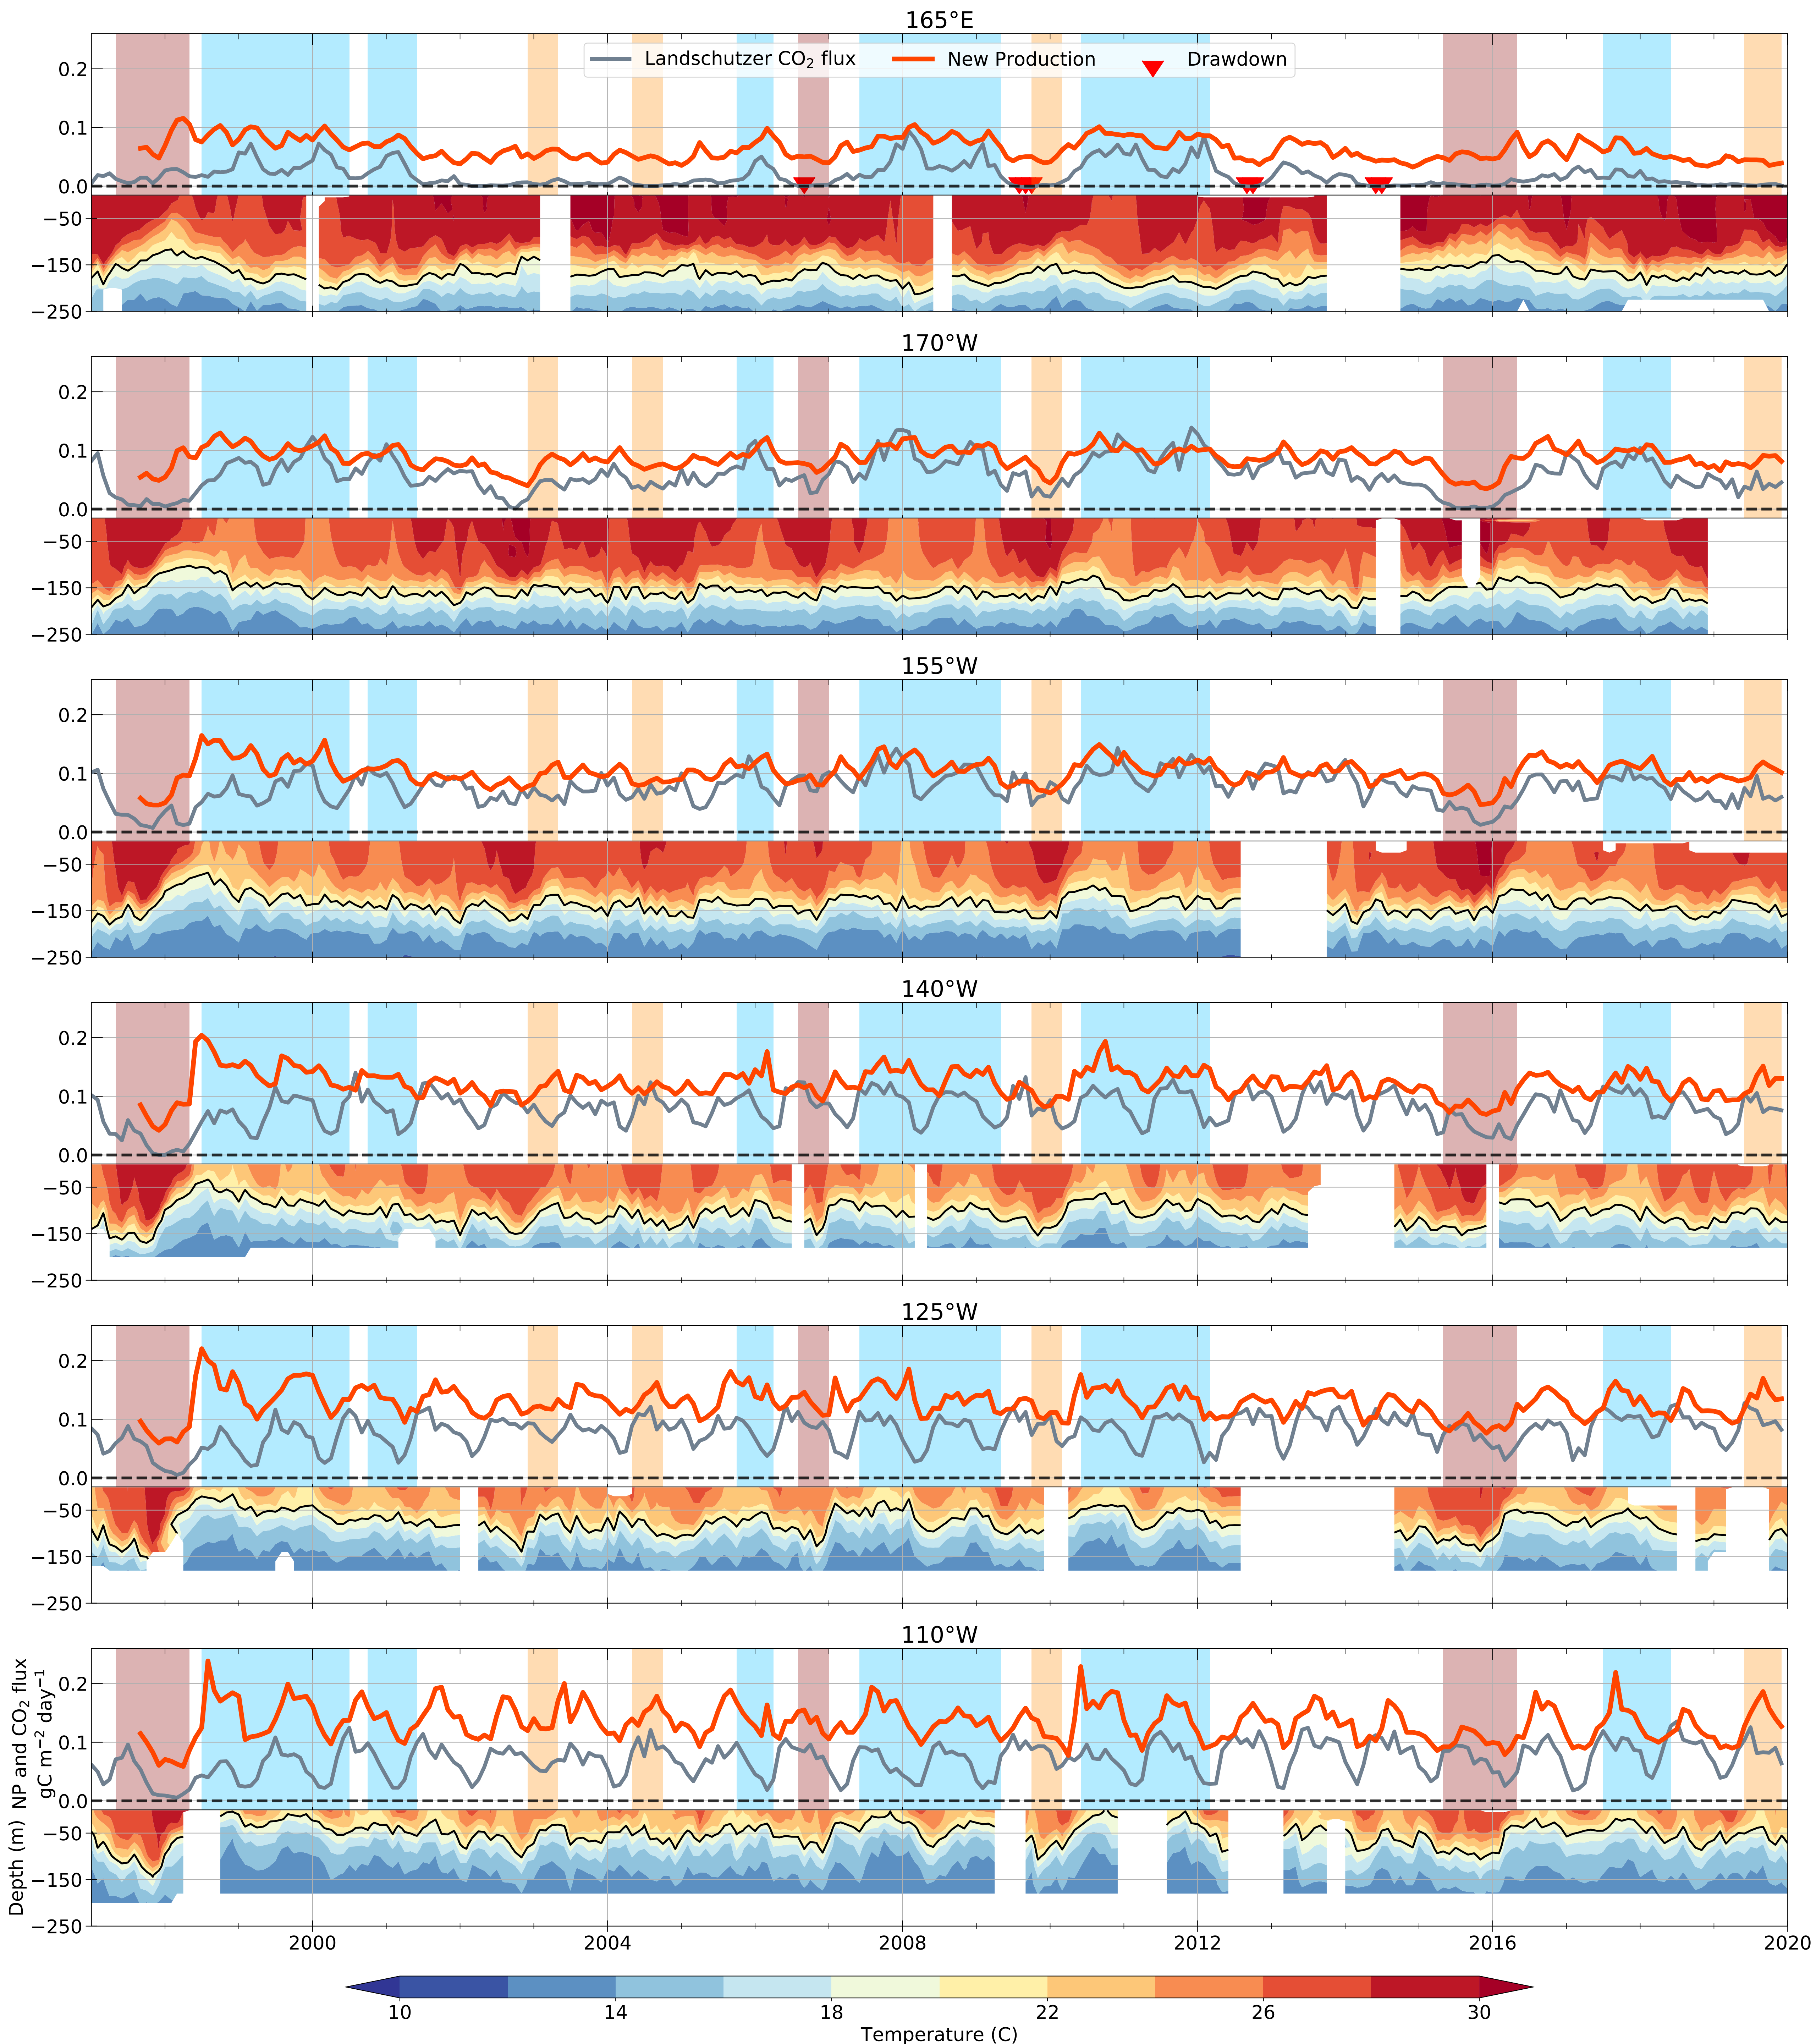 165°E
Landschutzer CO₂ flux
New Production
Drawdown
0.2
0.1
0.0
−50
−150
−250
170°W
0.2
0.1
0.0
−50
−150
−250
155°W
0.2
0.1
0.0
−50
−150
−250
140°W
0.2
0.1
0.0
−50
−150
−250
125°W
0.2
0.1
0.0
−50
−150
−250
110°W
NP and CO₂ flux
gC m⁻² day⁻¹
0.2
0.1
0.0
Depth (m)
−50
−150
−250
2000 2004 2008 2012 2016 2020
10 14 18 22 26 30
Temperature (C)